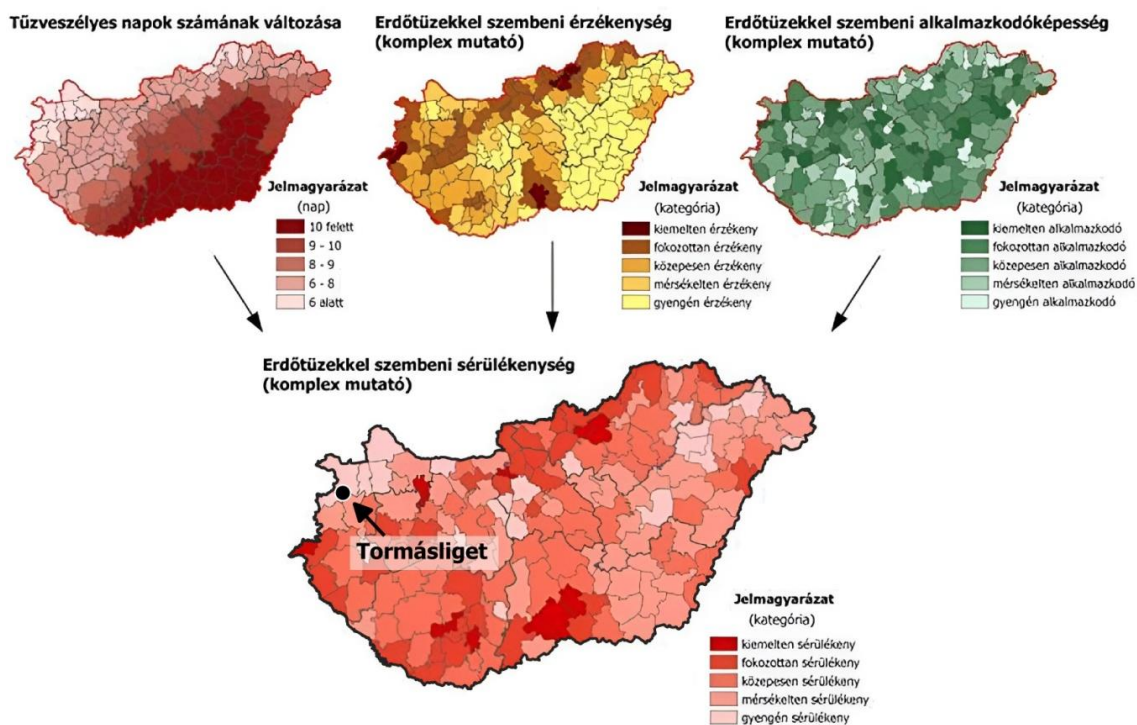 Tűzveszélyes napok számának változása
Erdőtüzekkel szembeni érzékenység
(komplex mutató)
Erdőtüzekkel szembeni alkalmazkodóképesség
(komplex mutató)
Jelmagyarázat
(nap)
10 felett
9 - 10
8 - 9
6 - 8
6 alatt
Jelmagyarázat
(kategória)
kiemelten érzékeny
fokozottan érzékeny
közepesen érzékeny
mérsékelten érzékeny
gyengén érzékeny
Jelmagyarázat
(kategória)
kiemelten alkalmazkodó
fokozottan alkalmazkodó
közepesen alkalmazkodó
mérsékelten alkalmazkodó
gyengén alkalmazkodó
Erdőtüzekkel szembeni sérülékenység
(komplex mutató)
Tormásliget
Jelmagyarázat
(kategória)
kiemelten sérülékeny
fokozottan sérülékeny
közepesen sérülékeny
mérsékelten sérülékeny
gyengén sérülékeny